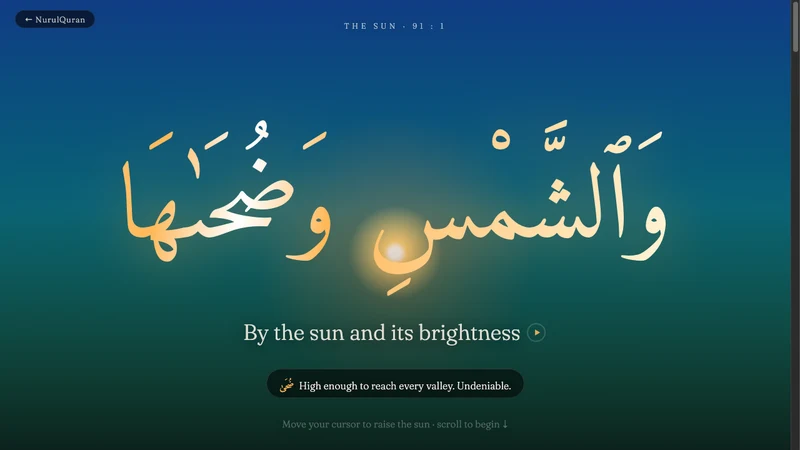 ← NurulQuran
THE SUN · 91 : 1
وَٱلشَّمْسِ وَضُحَىٰهَا
By the sun and its brightness
ضُحًى High enough to reach every valley. Undeniable.
Move your cursor to raise the sun · scroll to begin ↓